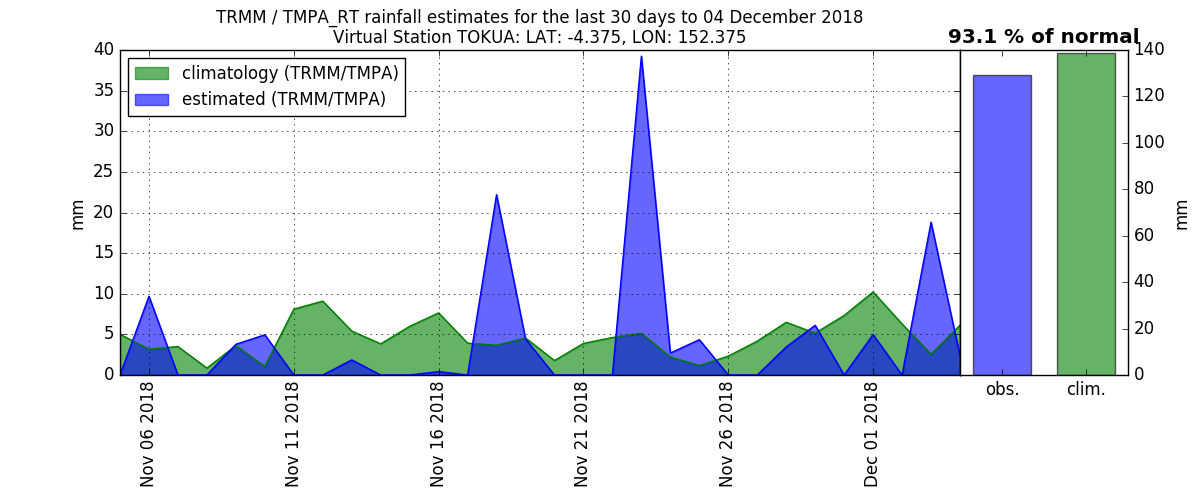 TRMM / TMPA_RT rainfall estimates for the last 30 days to 04 December 2018
Virtual Station TOKUA: LAT: -4.375, LON: 152.375
93.1 % of normal
climatology (TRMM/TMPA)
estimated (TRMM/TMPA)
40
35
30
25
20
15
10
5
0
mm
Nov 06 2018
Nov 11 2018
Nov 16 2018
Nov 21 2018
Nov 26 2018
Dec 01 2018
140
120
100
80
60
40
20
0
mm
obs.
clim.